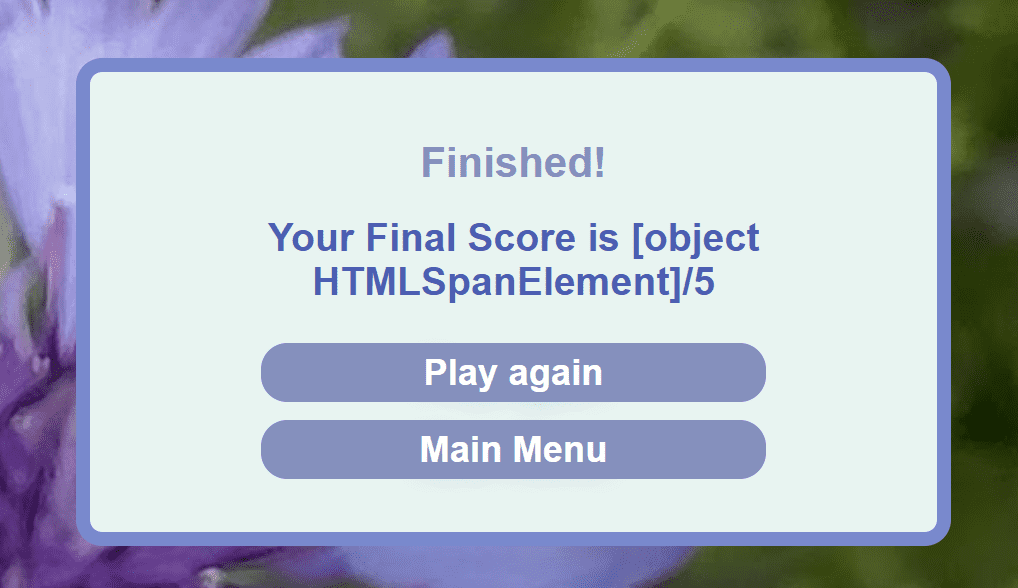 Finished!
Your Final Score is [object
HTMLSpanElement]/5
Play again
Main Menu